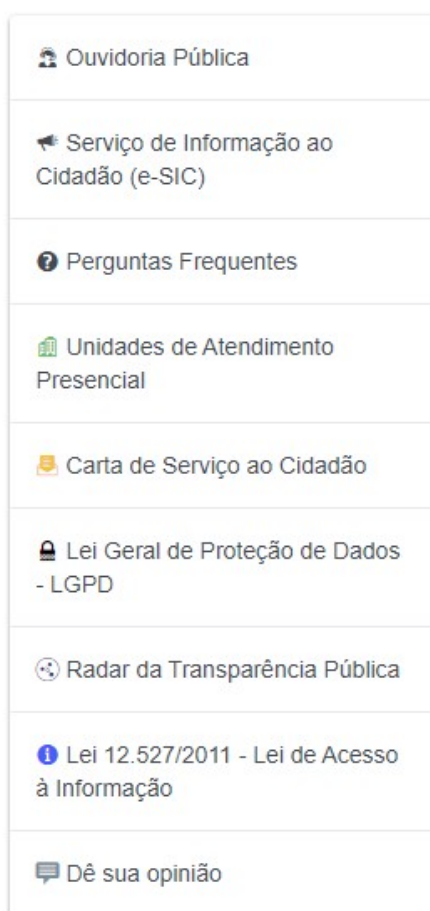 Ouvidoria Pública
Serviço de Informação ao
Cidadão (e-SIC)
Perguntas Frequentes
Unidades de Atendimento
Presencial
Carta de Serviço ao Cidadão
Lei Geral de Proteção de Dados
- LGPD
Radar da Transparência Pública
Lei 12.527/2011 - Lei de Acesso
à Informação
Dê sua opinião